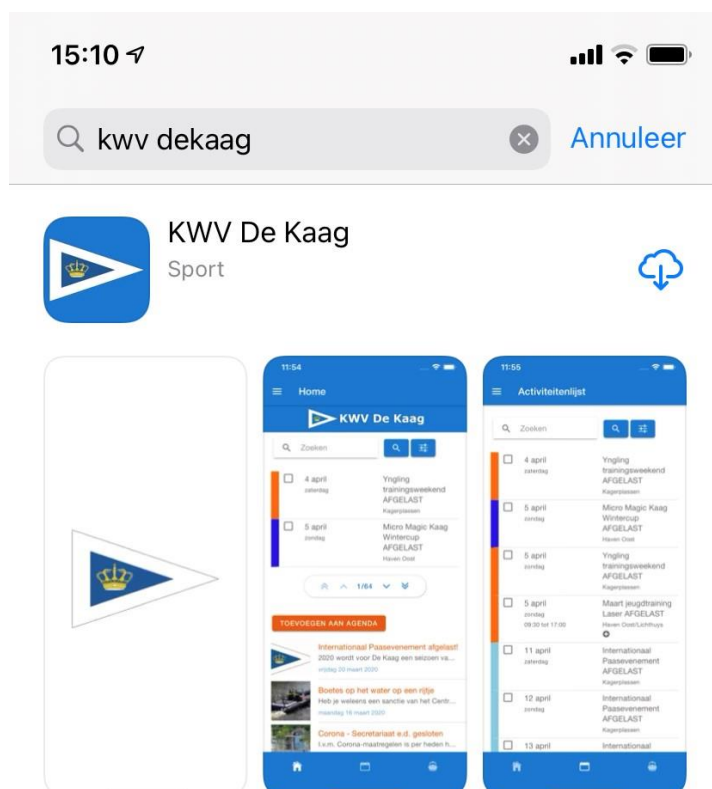 15:10
kwv dekaag
Annuleer
KWV De Kaag
Sport
11:54
Home
KWV De Kaag
Zoeken
4 april
zaterdag
Yngling
trainingsweekend
AFGELAST
Kagerplassen
5 april
zondag
Micro Magic Kaag
Wintercup
AFGELAST
Haven Oost
1/64
TOEVOEGEN AAN AGENDA
Internationaal Paasevenement afgelast!
2020 wordt voor De Kaag een seizoen va...
vrijdag 20 maart 2020
Boetes op het water op een rijtje
Heb je weleens een sanctie van het Centr...
maandag 16 maart 2020
Corona - Secretariaat e.d. gesloten
I.v.m. Corona-maatregelen is per heden h...
11:55
Activiteitenlijst
Zoeken
4 april
zaterdag
Yngling
trainingsweekend
AFGELAST
Kagerplassen
5 april
zondag
Micro Magic Kaag
Wintercup
AFGELAST
Haven Oost
5 april
zondag
Yngling
trainingsweekend
AFGELAST
Kagerplassen
5 april
zondag
09:30 tot 17:00
Maart jeugdtraining
Laser AFGELAST
Haven Oost/Lichthuys
11 april
zaterdag
Internationaal
Paasevenement
AFGELAST
Kagerplassen
12 april
zondag
Internationaal
Paasevenement
AFGELAST
Kagerplassen
13 april
Internationaal